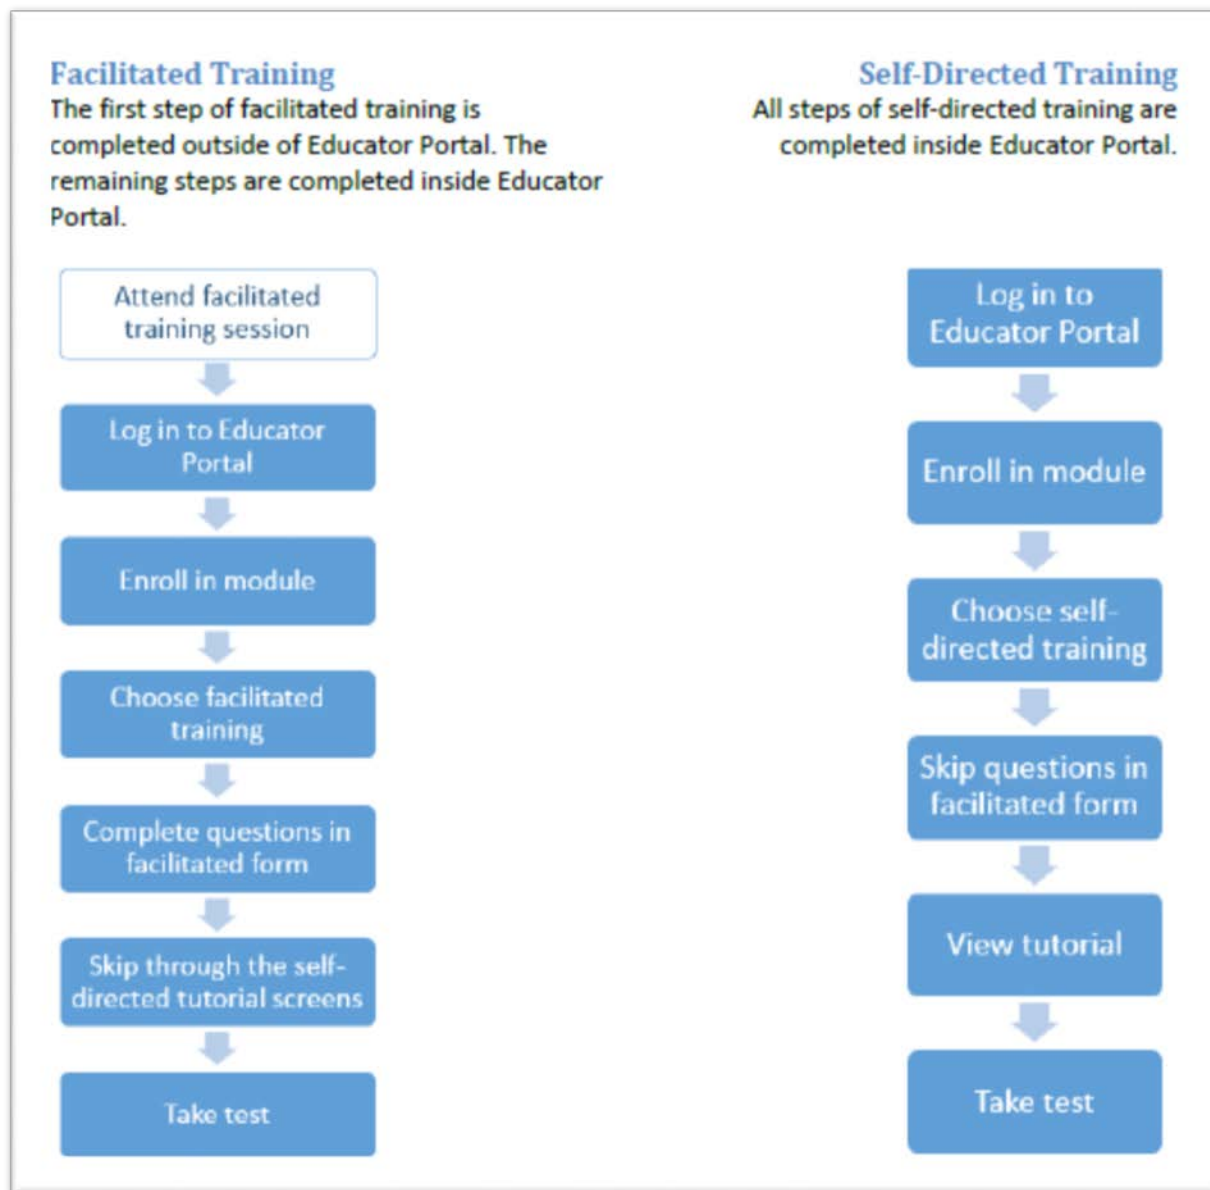 Facilitated Training
The first step of facilitated training is
completed outside of Educator Portal. The
remaining steps are completed inside Educator
Portal.
Attend facilitated
training session
Log in to Educator
Portal
Enroll in module
Choose facilitated
training
Complete questions in
facilitated form
Skip through the self-
directed tutorial screens
Take test
Self-Directed Training
All steps of self-directed training are
completed inside Educator Portal.
Log in to
Educator Portal
Enroll in module
Choose self-
directed training
Skip questions in
facilitated form
View tutorial
Take test